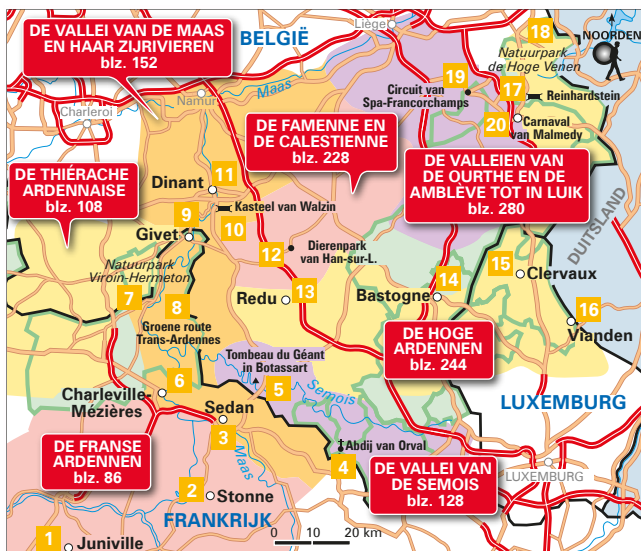 DE VALLEI VAN DE MAAS
EN HAAR ZIJRIVIEREN
blz. 152
BELGIË
Liège
18
NOORDEN
Natuurpark
de Hoge Venen
19
Circuit van
Spa-Francorchamps
17
Reinhardstein
20
Carnaval
van Malmedy
Maas
Namur
Charleroi
DE FAMENNE EN
DE CALESTIENNE
blz. 228
DE VALLEIEN VAN
DE OURTHE EN DE
AMBLÈVE TOT IN LUIK
blz. 280
DE THIÉRACHE
ARDENNAISE
blz. 108
Dinant
11
Kasteel van Walzin
9
10
Givet
DUITSLAND
12
Dierenpark
van Han-sur-L.
Natuurpark
Viroin-Hermeton
7
8
13
Redu
14
Bastogne
15
Clervaux
16
Vianden
Groene route
Trans-Ardennes
DE HOGE
ARDENNEN
blz. 244
Tombeau du Géant
in Botassart
5
Semois
6
Charleville-
Mézières
Sedan
3
LUXEMBURG
Abdij van Orval
4
DE FRANSE
ARDENNEN
blz. 86
Maas
DE VALLEI VAN
DE SEMOIS
blz. 128
LUXEMBURG
2
Stonne
FRANKRIJK
0 10 20 km
1
Juniville